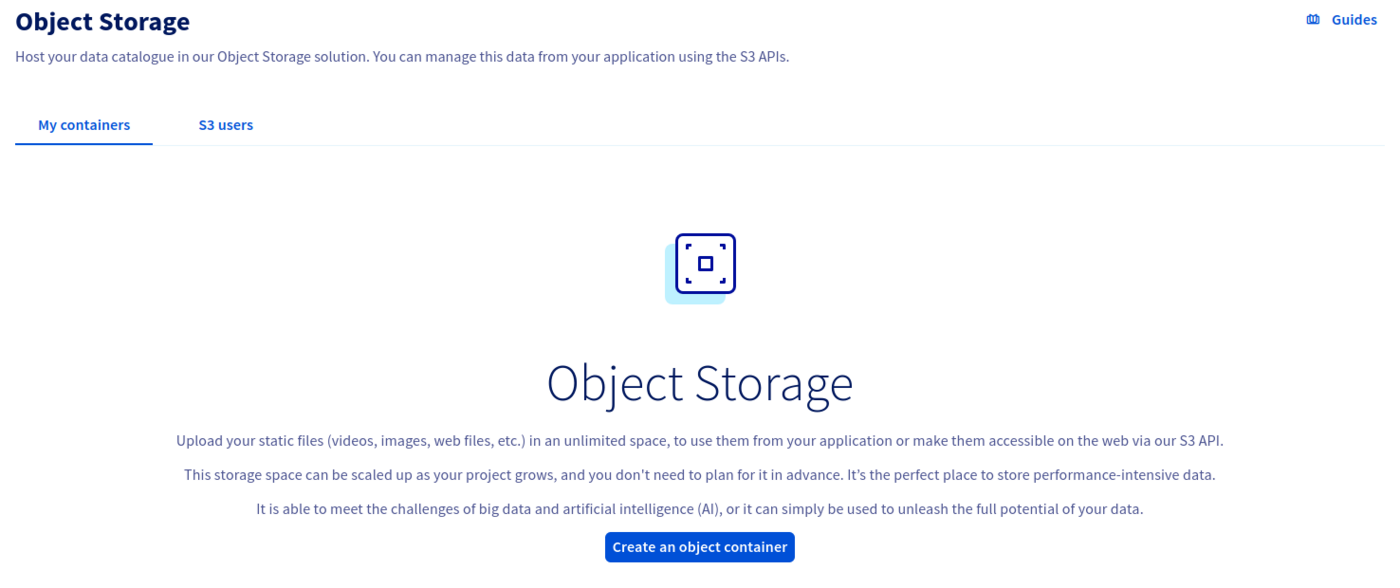 Object Storage
Guides
Host your data catalogue in our Object Storage solution. You can manage this data from your application using the S3 APIs.
My containers
S3 users
Object Storage
Upload your static files (videos, images, web files, etc.) in an unlimited space, to use them from your application or make them accessible on the web via our S3 API.
This storage space can be scaled up as your project grows, and you don't need to plan for it in advance. It’s the perfect place to store performance-intensive data.
It is able to meet the challenges of big data and artificial intelligence (AI), or it can simply be used to unleash the full potential of your data.
Create an object container